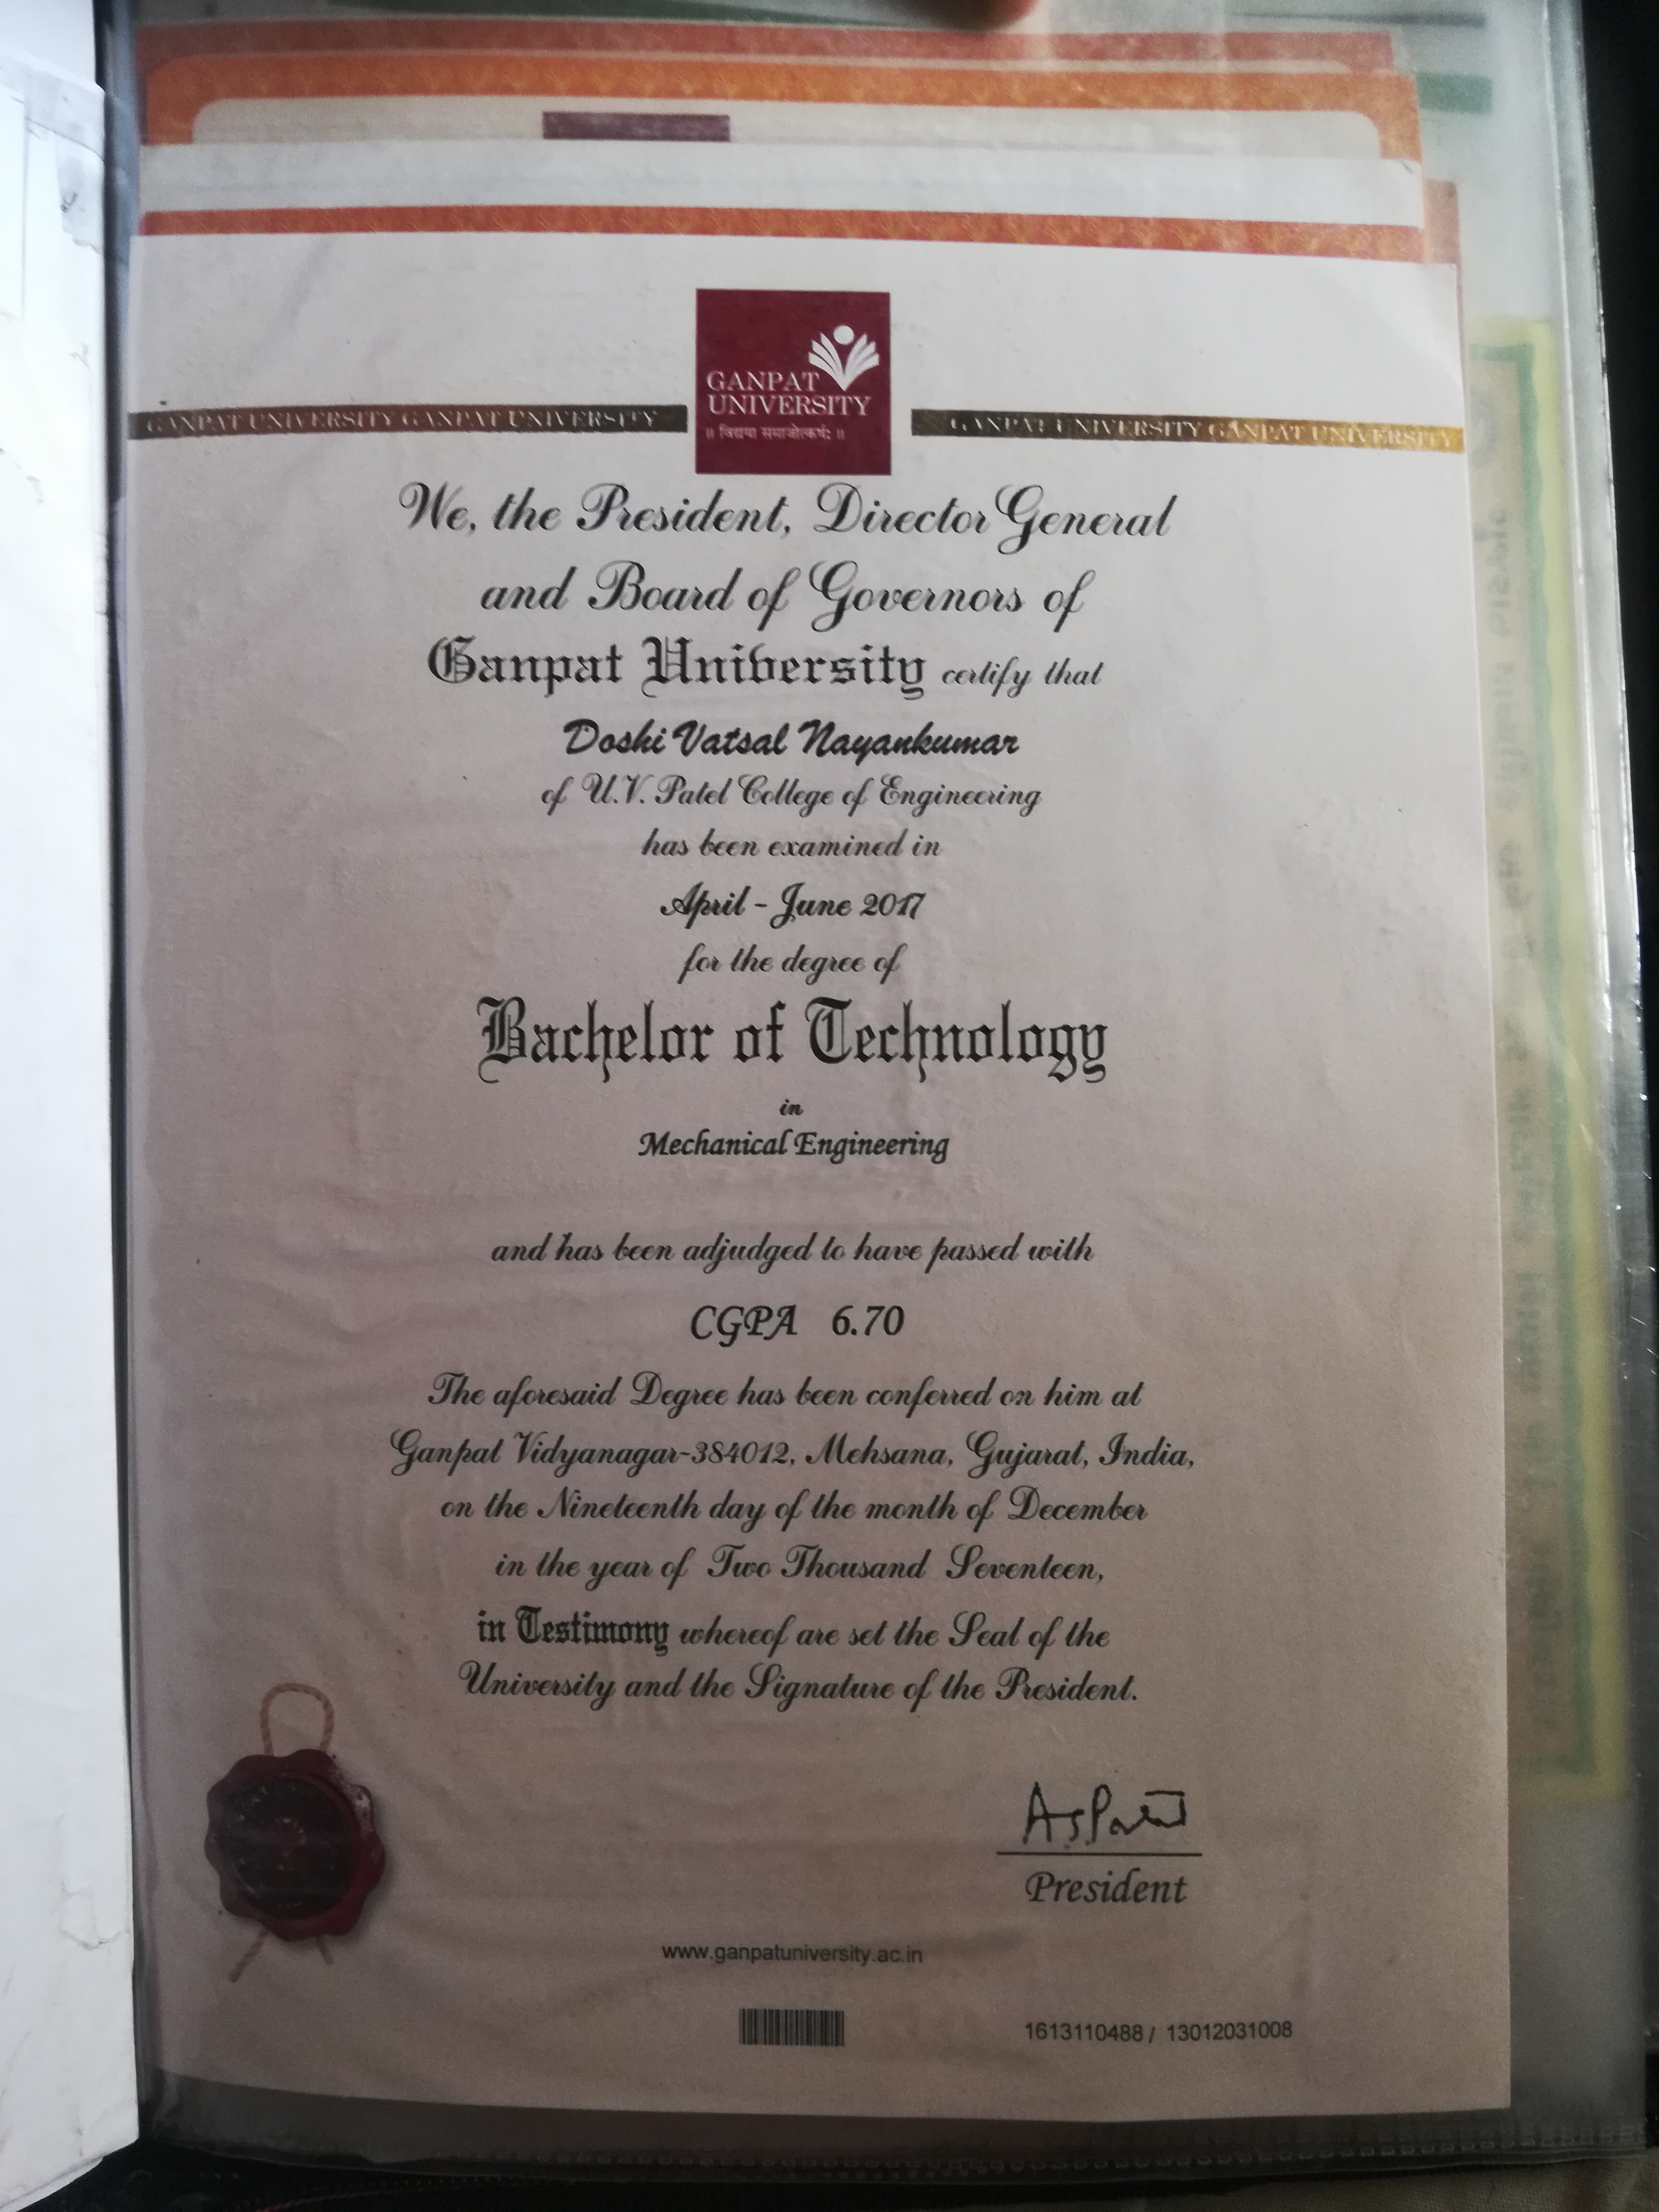 GANPAT
UNIVERSITY
॥ विद्यया समाजोत्कर्षः ॥
GANPAT UNIVERSITY GANPAT UNIVERSITY
GANPAT UNIVERSITY GANPAT UNIVERSITY
We, the President, Director General
and Board of Governors of
Ganpat University certify that
Doshi Vatsal Nayankumar
of U.V. Patel College of Engineering
has been examined in
April - June 2017
for the degree of
Bachelor of Technology
in
Mechanical Engineering
and has been adjudged to have passed with
CGPA 6.70
The aforesaid Degree has been conferred on him at
Ganpat Vidyanagar-384012, Mehsana, Gujarat, India,
on the Nineteenth day of the month of December
in the year of Two Thousand Seventeen,
in Testimony whereof are set the Seal of the
University and the Signature of the President.
President
www.ganpatuniversity.ac.in
1613110488 / 13012031008